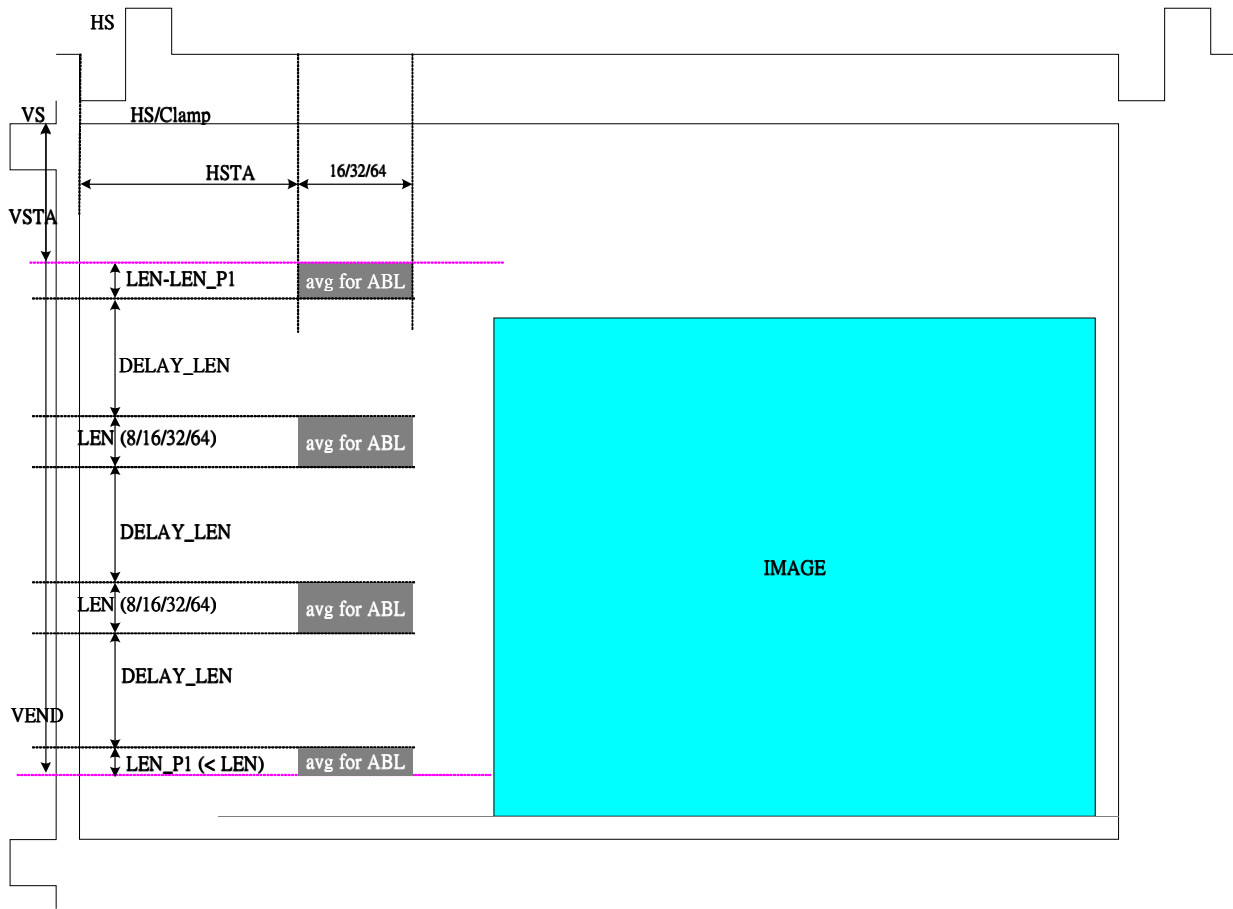 HS
VS
HS/Clamp
HSTA
16/32/64
VSTA
LEN-LEN_P1
avg for ABL
DELAY_LEN
LEN (8/16/32/64)
avg for ABL
DELAY_LEN
IMAGE
LEN (8/16/32/64)
avg for ABL
DELAY_LEN
VEND
LEN_P1 (< LEN)
avg for ABL